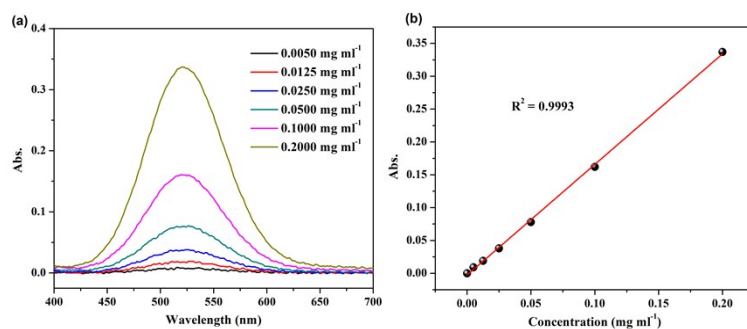 (a)
0.4
0.3
0.2
0.1
0.0
Abs.
0.0050 mg ml⁻¹
0.0125 mg ml⁻¹
0.0250 mg ml⁻¹
0.0500 mg ml⁻¹
0.1000 mg ml⁻¹
0.2000 mg ml⁻¹
400 450 500 550 600 650 700
Wavelength (nm)
(b)
0.35
0.30
0.25
0.20
0.15
0.10
0.05
0.00
Abs.
R² = 0.9993
0.00 0.05 0.10 0.15 0.20
Concentration (mg ml⁻¹)